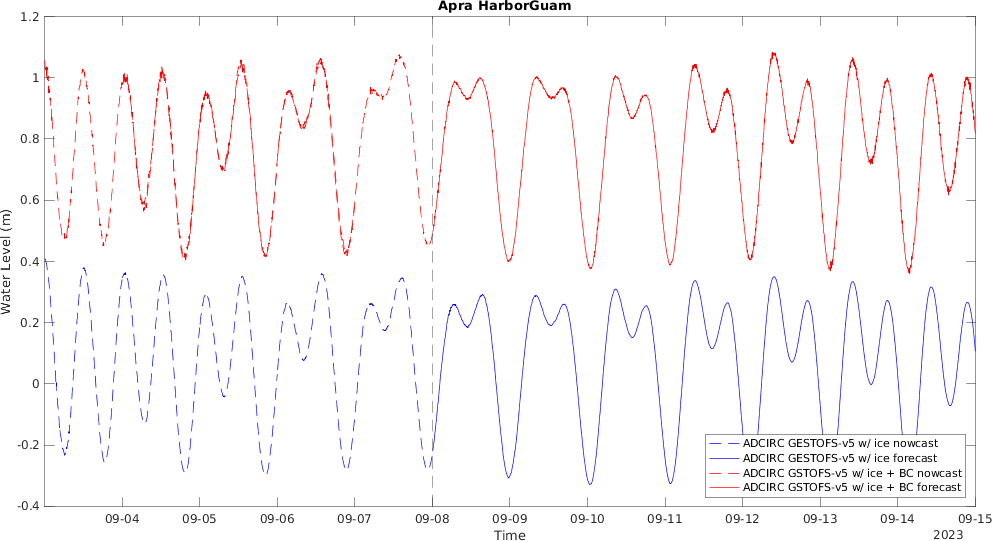 Apra HarborGuam
1.2
1
0.8
0.6
0.4
0.2
0
-0.2
-0.4
Water Level (m)
ADCIRC GESTOFS-v5 w/ ice nowcast
ADCIRC GESTOFS-v5 w/ ice forecast
ADCIRC GSTOFS-v5 w/ ice + BC nowcast
ADCIRC GSTOFS-v5 w/ ice + BC forecast
09-04 09-05 09-06 09-07 09-08 09-09 09-10 09-11 09-12 09-13 09-14 09-15
Time
2023